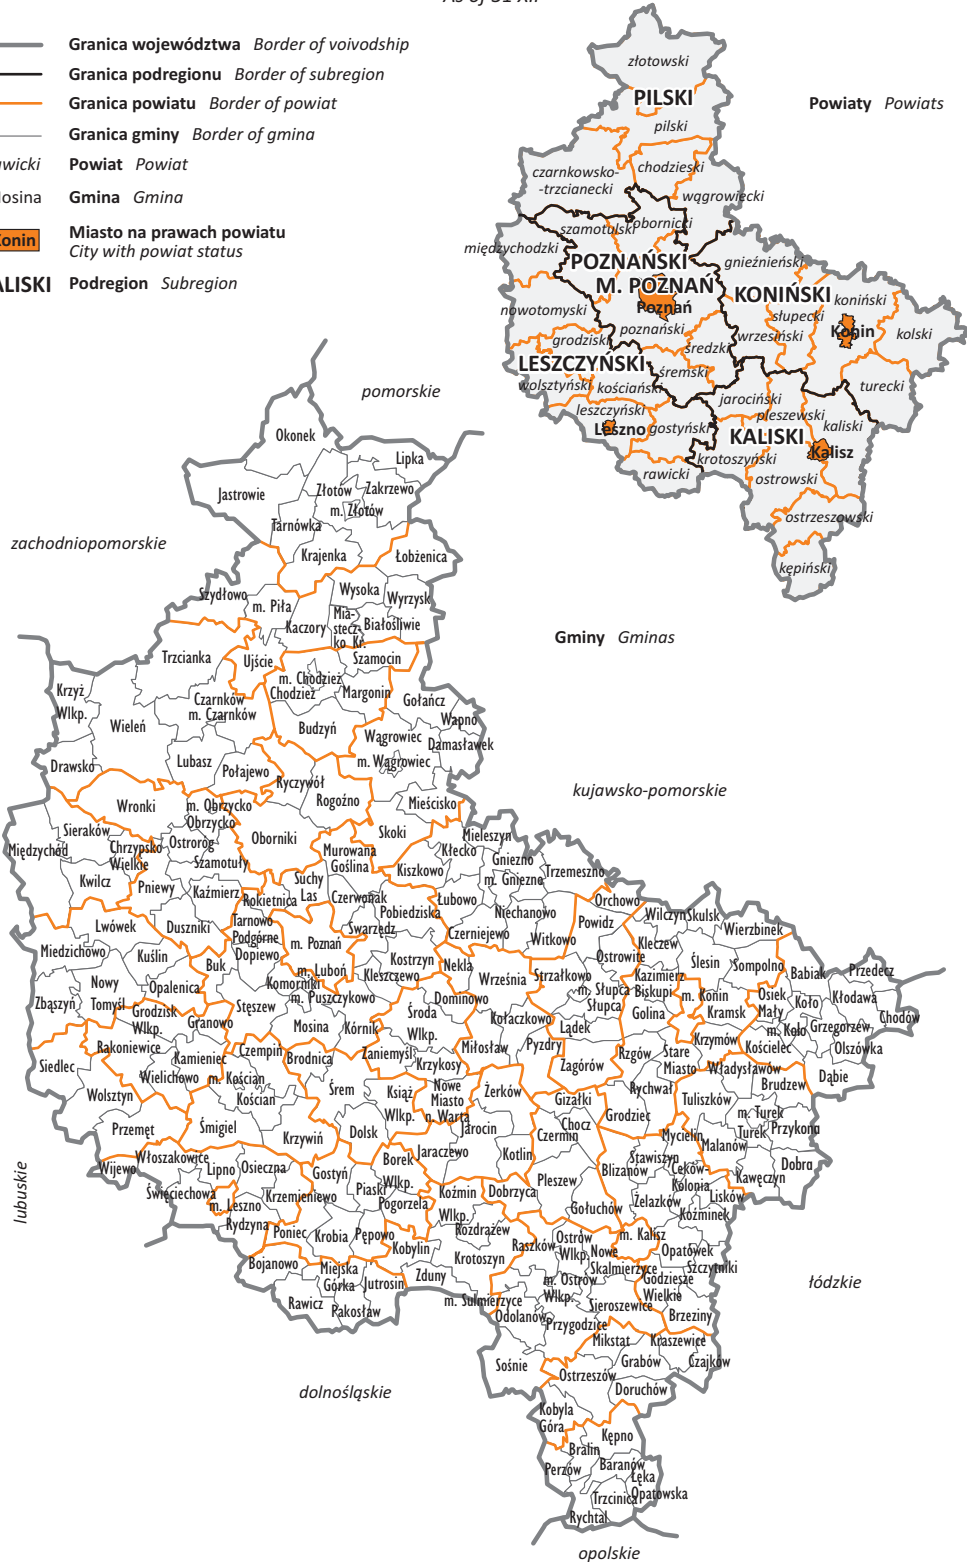 Granica województwa Border of voivodship
Granica podregionu Border of subregion
Granica powiatu Border of powiat
Granica gminy Border of gmina
Powiat Powiat
Gmina Gmina
Konin
Miasto na prawach powiatu
City with powiat status
ALISKI Podregion Subregion
Powiaty Powiats
złotowski
PILSKI
pilski
chodzieski
czarnkowsko-
-trzcianecki
wągrowiecki
szamotulski
obornicki
międzychodzki
POZNAŃSKI
gnieźnieński
M. POZNAŃ
KONIŃSKI
koniński
nowotomyski
Poznań
słupecki
Konin
kolski
poznański
wrzesiński
grodziski
średzki
LESZCZYŃSKI
śremski
wolsztyński
kościański
turecki
jarociński
leszczyński
pleszewski
Leszno
gostyński
KALISKI
kaliski
Kalisz
krotoszyński
rawicki
ostrowski
ostrzeszowski
kępiński
Gminy Gminas
pomorskie
zachodniopomorskie
kujawsko-pomorskie
lubuskie
łódzkie
dolnośląskie
opolskie
Okonek
Lipka
Jastrowie
Złotów
Zakrzewo
m. Złotów
Tarnówka
Krajenka
Łobżenica
Szydłowo
m. Piła
Wysoka
Wyrzysk
Kaczory
Mia-
stecz-
ko Kr.
Białośliwie
Trzcianka
Ujście
Szamocin
m. Chodzież
Chodzież
Margonin
Krzyż
Wlkp.
Czarnków
m. Czarnków
Gołańcz
Wapno
Wieleń
Budzyń
Wągrowiec
Damasławek
m. Wągrowiec
Drawsko
Lubasz
Połajewo
Ryczywół
Rogoźno
Mieścisko
Wronki
m. Obrzycko
Obrzycko
Sieraków
Ostroróg
Oborniki
Skoki
Mieleszyn
Międzychód
Chrzypsko
Wielkie
Szamotuły
Murowana
Goślina
Kłecko
Gniezno
m. Gniezno
Trzemeszno
Kwilcz
Pniewy
Kaźmierz
Rokietnica
Suchy
Las
Czerwonak
Kiszkowo
Łubowo
Niechanowo
Orchowo
Lwówek
Duszniki
Tarnowo
Podgórne
Swarzędz
Pobiedziska
Czerniejewo
Witkowo
Powidz
Wilczyn
Skulsk
Wierzbinek
Miedzichowo
Kuślin
Buk
Dopiewo
m. Poznań
m. Luboń
Komorniki
m. Puszczykowo
Kostrzyn
Kleszczewo
Nekla
Września
Strzałkowo
Ostrowite
Kleczew
Ślesin
Sompolno
Babiak
Przedecz
Zbąszyń
Nowy
Tomyśl
Opalenica
Grodzisk
Wlkp.
Granowo
Stęszew
Mosina
Kórnik
Środa
Wlkp.
Dominowo
Kołaczkowo
m. Słupca
Słupca
Kazimierz
Biskupi
Golina
m. Konin
Kramsk
Osiek
Mały
Koło
m. Koło
Kłodawa
Grzegorzew
Chodów
Siedlec
Rakoniewice
Kamieniec
Wielichowo
Czempiń
Brodnica
Zaniemyśl
Krzykosy
Miłosław
Pyzdry
Lądek
Zagórów
Rzgów
Stare
Miasto
Krzymów
Kościelec
Olszówka
Dąbie
Wolsztyn
m. Kościan
Kościan
Śrem
Książ
Wlkp.
Nowe
Miasto
n. Wartą
Żerków
Gizałki
Grodziec
Rychwał
Tuliszków
Władysławów
Brudzew
Przemęt
Śmigiel
Krzywiń
Dolsk
Jarocin
Czermin
Chocz
Mycielin
Malanów
m. Turek
Turek
Przykona
Wijewo
Włoszakowice
Lipno
Osieczna
Gostyń
Borek
Wlkp.
Jaraczewo
Kotlin
Blizanów
Stawiszyn
Ceków-
Kolonia
Kawęczyn
Dobra
Święciechowa
m. Leszno
Krzemieniewo
Piaski
Pogorzela
Koźmin
Wlkp.
Dobrzyca
Pleszew
Gołuchów
Żelazków
Lisków
Koźminek
Rydzyna
Poniec
Krobia
Pępowo
Kobylin
Rozdrażew
Krotoszyn
Raszków
Ostrów
Wlkp.
Nowe
Skalmierzyce
m. Kalisz
Opatówek
Szczytniki
Bojanowo
Miejska
Górka
Jutrosin
Zduny
m. Sulmierzyce
Odolanów
m. Ostrów
Wlkp.
Sieroszewice
Godziesze
Wielkie
Brzeziny
Rawicz
Pakosław
Przygodzice
Mikstat
Kraszewice
Sośnie
Ostrzeszów
Grabów
Czajków
Doruchów
Kobyla
Góra
Kępno
Bralin
Perzów
Baranów
Łęka
Opatowska
Trzcinica
Rychtal